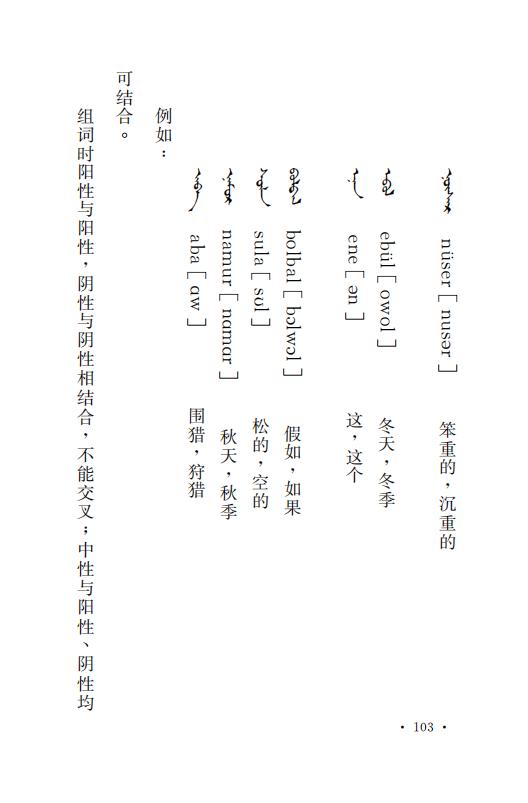 组词时阳性与阳性，阴性与阴性相结合，不能交叉；中性与阳性、阴性均
可结合。
例如：
ᠠᠪᠠ aba［ɑw］ 围猎，狩猎
ᠨᠠᠮᠤᠷ namur［nɑmɑr］ 秋天，秋季
ᠰᠤᠯᠠ sula［sʊl］ 松的，空的
ᠪᠣᠯᠪᠠᠯ bolbal［bɔlwɔl］ 假如，如果
ᠡᠨᠡ ene［ən］ 这，这个
ᠡᠪᠦᠯ ebül［owol］ 冬天，冬季
ᠨᠦᠰᠡᠷ nüser［nusər］ 笨重的，沉重的
· 103 ·